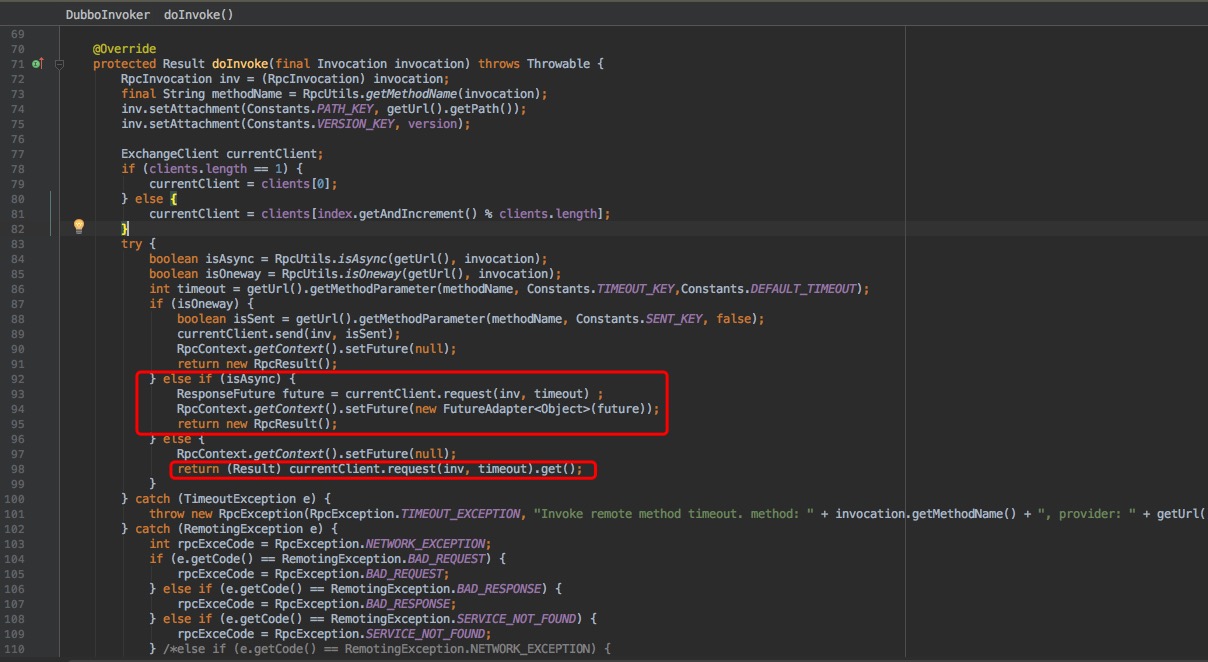 DubboInvoker doInvoke()
69
70 @Override
71 protected Result doInvoke(final Invocation invocation) throws Throwable {
72 RpcInvocation inv = (RpcInvocation) invocation;
73 final String methodName = RpcUtils.getMethodName(invocation);
74 inv.setAttachment(Constants.PATH_KEY, getUrl().getPath());
75 inv.setAttachment(Constants.VERSION_KEY, version);
76
77 ExchangeClient currentClient;
78 if (clients.length == 1) {
79 currentClient = clients[0];
80 } else {
81 currentClient = clients[index.getAndIncrement() % clients.length];
82 }
83 try {
84 boolean isAsync = RpcUtils.isAsync(getUrl(), invocation);
85 boolean isOneway = RpcUtils.isOneway(getUrl(), invocation);
86 int timeout = getUrl().getMethodParameter(methodName, Constants.TIMEOUT_KEY,Constants.DEFAULT_TIMEOUT);
87 if (isOneway) {
88 boolean isSent = getUrl().getMethodParameter(methodName, Constants.SENT_KEY, false);
89 currentClient.send(inv, isSent);
90 RpcContext.getContext().setFuture(null);
91 return new RpcResult();
92 } else if (isAsync) {
93 ResponseFuture future = currentClient.request(inv, timeout) ;
94 RpcContext.getContext().setFuture(new FutureAdapter<Object>(future));
95 return new RpcResult();
96 } else {
97 RpcContext.getContext().setFuture(null);
98 return (Result) currentClient.request(inv, timeout).get();
99 }
100 } catch (TimeoutException e) {
101 throw new RpcException(RpcException.TIMEOUT_EXCEPTION, "Invoke remote method timeout. method: " + invocation.getMethodName() + ", provider: " + getUrl(
102 } catch (RemotingException e) {
103 int rpcExceCode = RpcException.NETWORK_EXCEPTION;
104 if (e.getCode() == RemotingException.BAD_REQUEST) {
105 rpcExceCode = RpcException.BAD_REQUEST;
106 } else if (e.getCode() == RemotingException.BAD_RESPONSE) {
107 rpcExceCode = RpcException.BAD_RESPONSE;
108 } else if (e.getCode() == RemotingException.SERVICE_NOT_FOUND) {
109 rpcExceCode = RpcException.SERVICE_NOT_FOUND;
110 } /*else if (e.getCode() == RemotingException.NETWORK_EXCEPTION) {